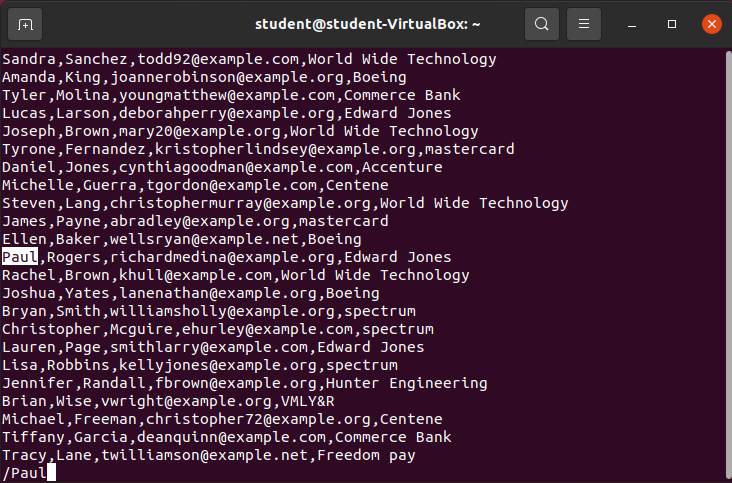 student@student-VirtualBox: ~
Sandra,Sanchez,todd92@example.com,World Wide Technology
Amanda,King,joannerobinson@example.org,Boeing
Tyler,Molina,youngmatthew@example.com,Commerce Bank
Lucas,Larson,deborahperry@example.org,Edward Jones
Joseph,Brown,mary20@example.org,World Wide Technology
Tyrone,Fernandez,kristopherlindsey@example.org,mastercard
Daniel,Jones,cynthiagoodman@example.com,Accenture
Michelle,Guerra,tgordon@example.com,Centene
Steven,Lang,christophermurray@example.org,World Wide Technology
James,Payne,abradley@example.org,mastercard
Ellen,Baker,wellsryan@example.net,Boeing
Paul,Rogers,richardmedina@example.org,Edward Jones
Rachel,Brown,khull@example.com,World Wide Technology
Joshua,Yates,lanenathan@example.org,Boeing
Bryan,Smith,williamsholly@example.org,spectrum
Christopher,Mcguire,ehurley@example.com,spectrum
Lauren,Page,smithlarry@example.com,Edward Jones
Lisa,Robbins,kellyjones@example.org,spectrum
Jennifer,Randall,fbrown@example.org,Hunter Engineering
Brian,Wise,vwright@example.org,VMLY&R
Michael,Freeman,christopher72@example.org,Centene
Tiffany,Garcia,deanquinn@example.com,Commerce Bank
Tracy,Lane,twilliamson@example.net,Freedom pay
/Paul